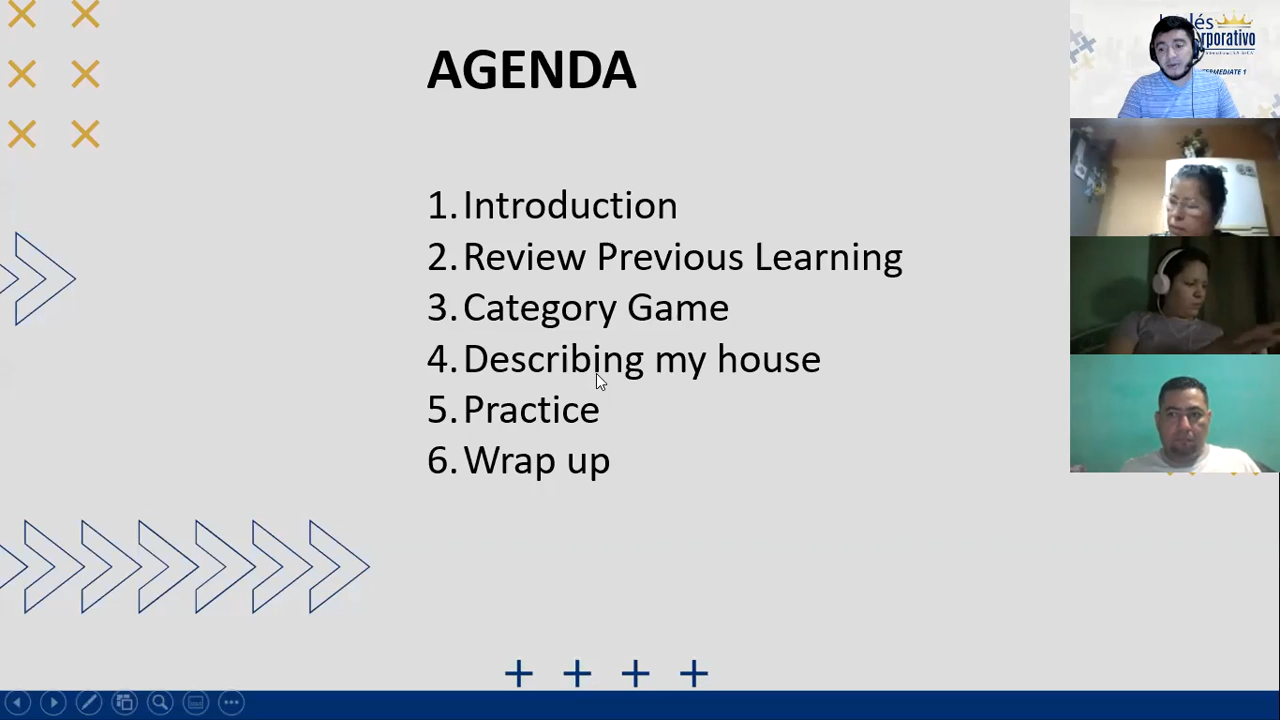 AGENDA
1. Introduction
2. Review Previous Learning
3. Category Game
4. Describing my house
5. Practice
6. Wrap up